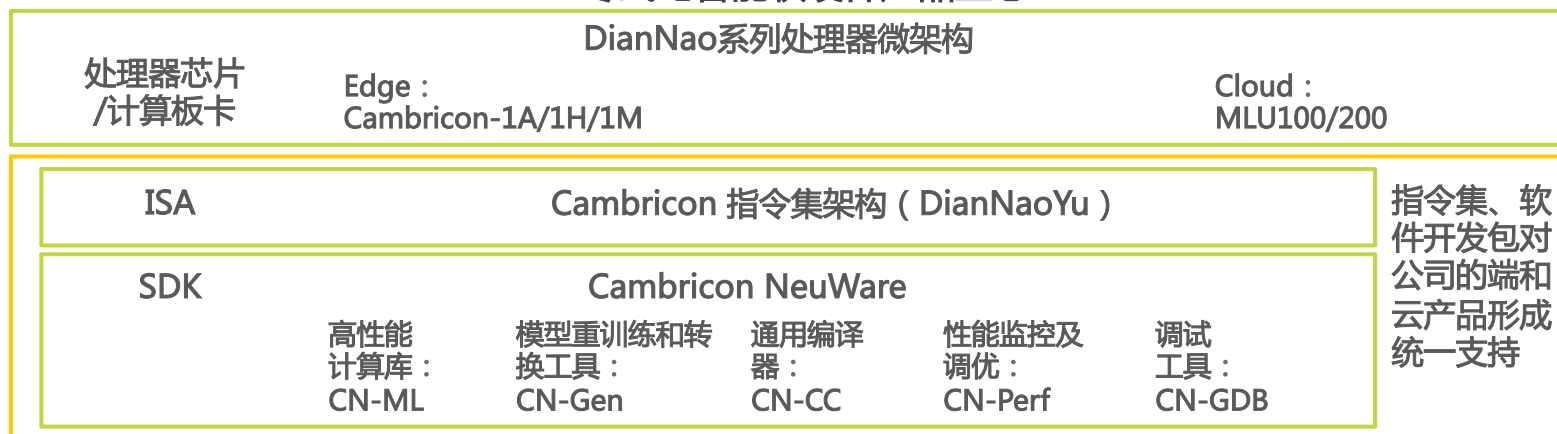 DianNao系列处理器微架构
处理器芯片
/计算板卡
Edge：
Cambricon-1A/1H/1M
Cloud：
MLU100/200
ISA
Cambricon 指令集架构（DianNaoYu）
SDK
Cambricon NeuWare
高性能
计算库：
CN-ML
模型重训练和转
换工具：
CN-Gen
通用编译
器：
CN-CC
性能监控及
调优：
CN-Perf
调试
工具：
CN-GDB
指令集、软
件开发包对
公司的端和
云产品形成
统一支持